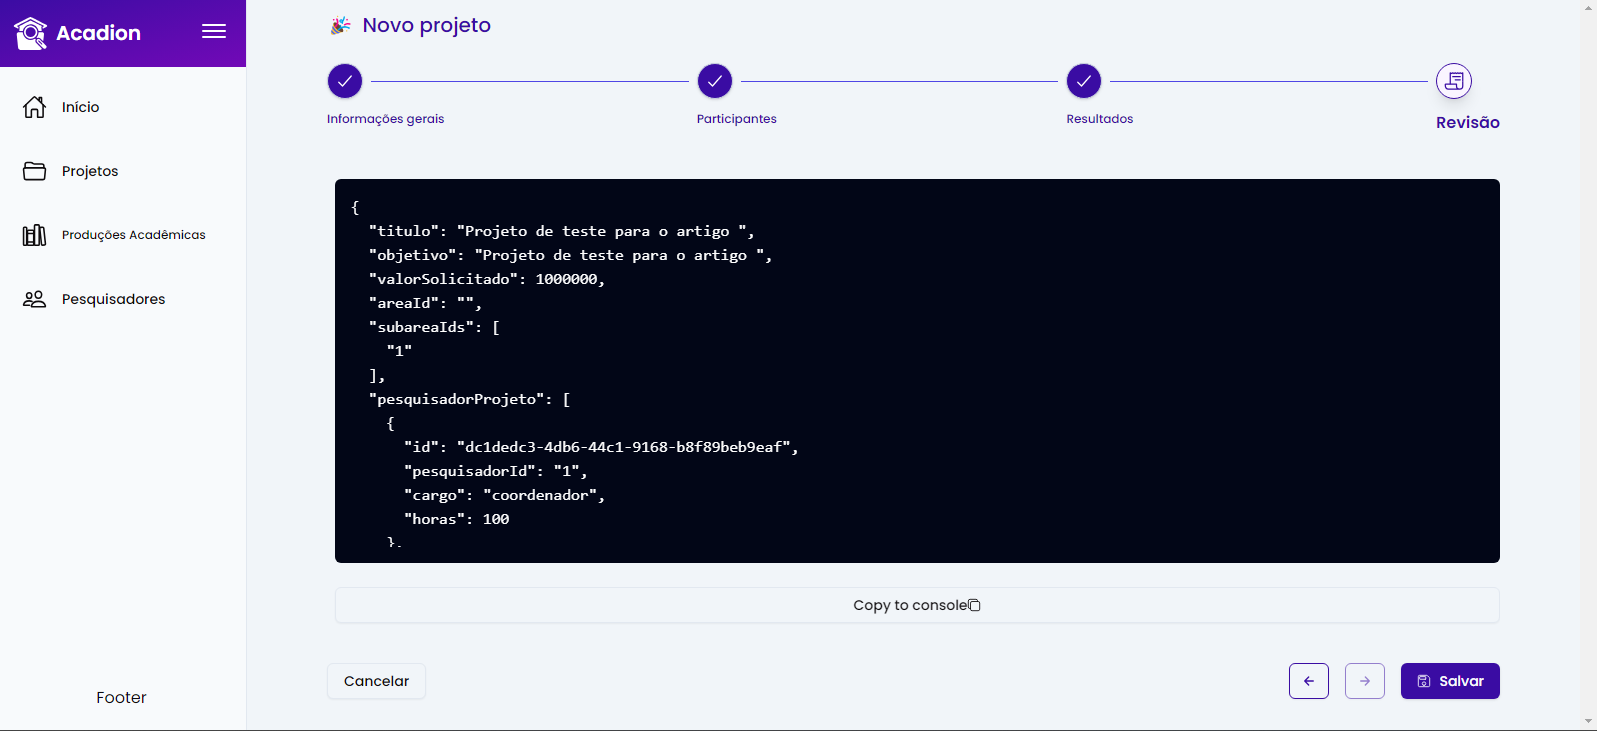 Acadion
Início
Projetos
Produções Acadêmicas
Pesquisadores
Footer
Novo projeto
Informações gerais
Participantes
Resultados
Revisão
{
  "titulo": "Projeto de teste para o artigo ",
  "objetivo": "Projeto de teste para o artigo ",
  "valorSolicitado": 1000000,
  "areaId": "",
  "subareaIds": [
    "1"
  ],
  "pesquisadorProjeto": [
    {
      "id": "dc1dedc3-4db6-44c1-9168-b8f89beb9eaf",
      "pesquisadorId": "1",
      "cargo": "coordenador",
      "horas": 100
    },
Copy to console
Cancelar
Salvar